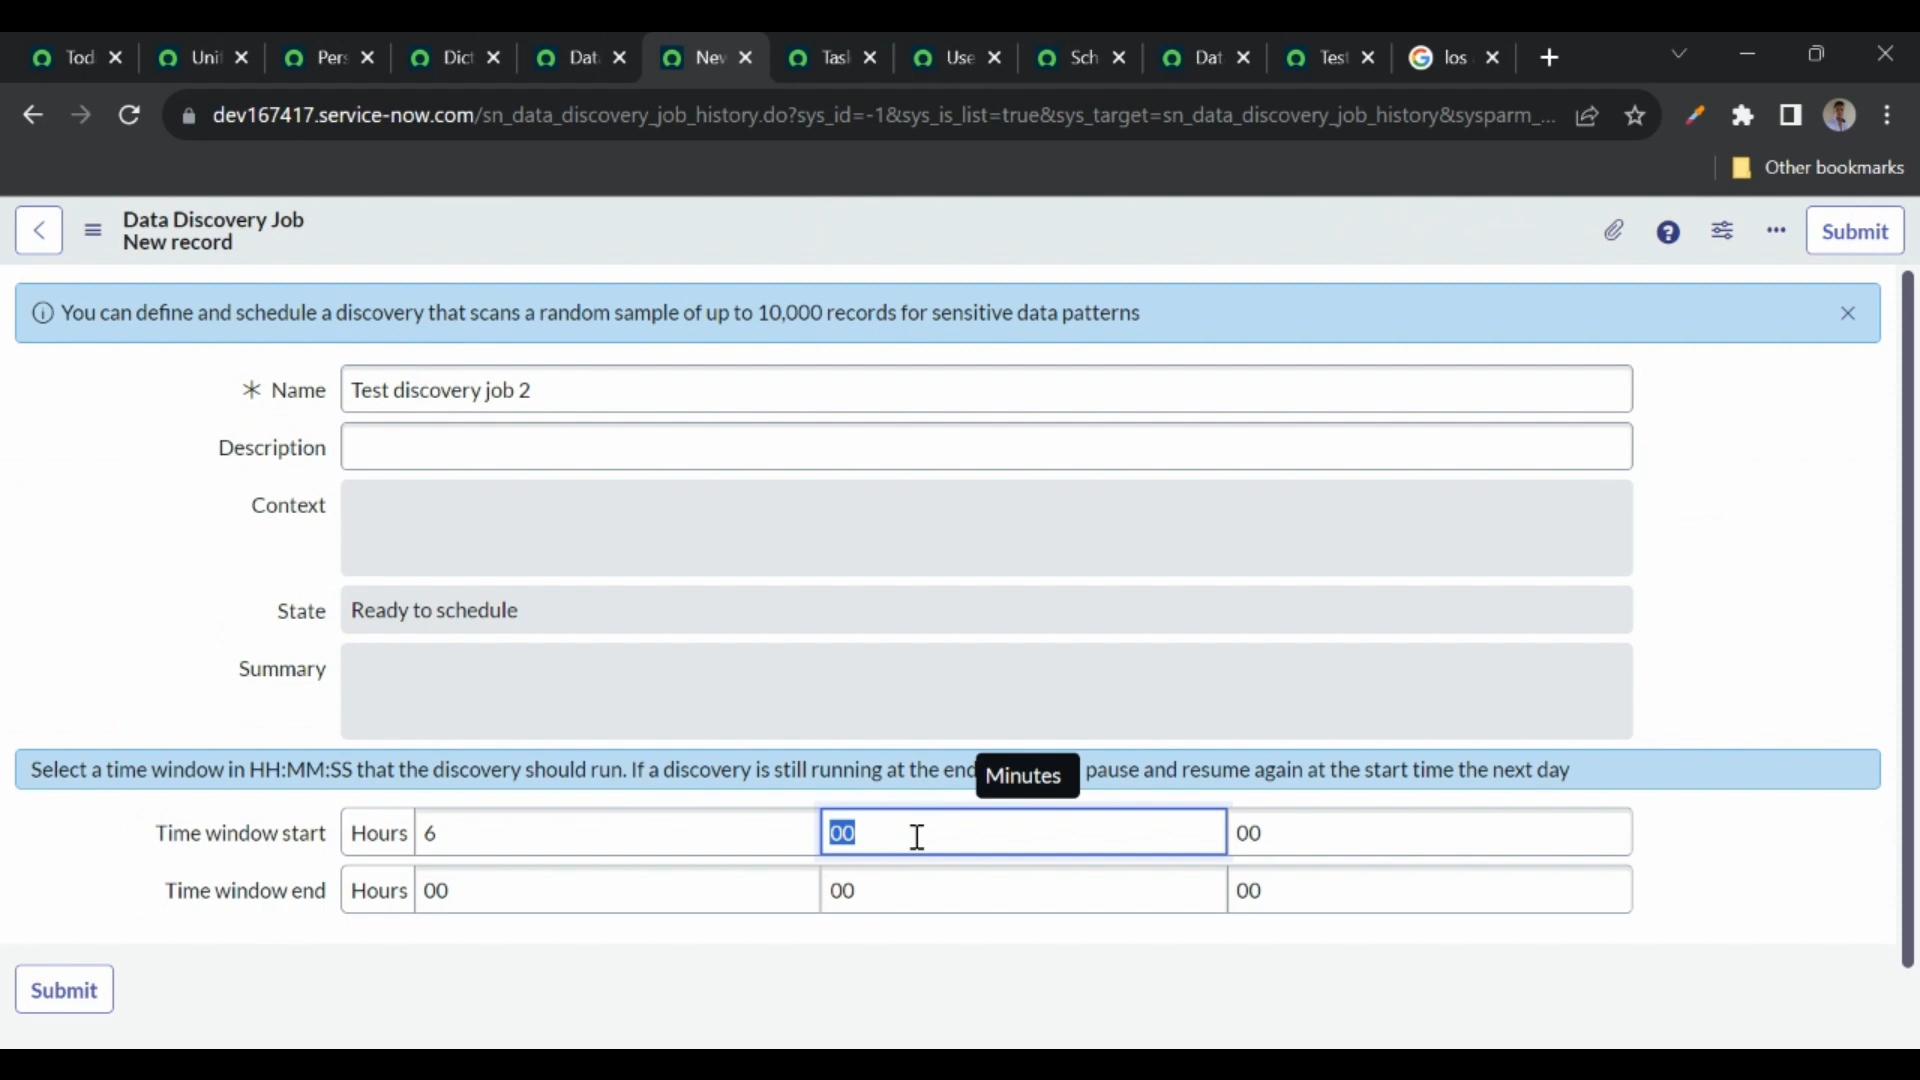 Tod Uni Pers Dict Dat New Task Use Sch Dat Test los
dev167417.service-now.com/sn_data_discovery_job_history.do?sys_id=-1&sys_is_list=true&sys_target=sn_data_discovery_job_history&sysparm_...
Other bookmarks
Data Discovery Job
New record
Submit
You can define and schedule a discovery that scans a random sample of up to 10,000 records for sensitive data patterns
Name Test discovery job 2
Description
Context
State Ready to schedule
Summary
Select a time window in HH:MM:SS that the discovery should run. If a discovery is still running at the end pause and resume again at the start time the next day
Minutes
Time window start Hours 6 00 00
Time window end Hours 00 00 00
Submit